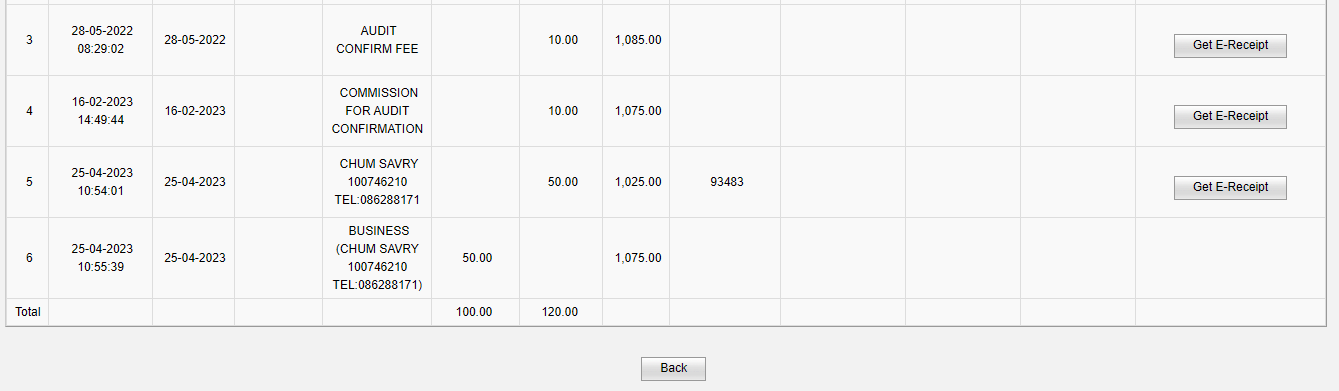 3 28-05-2022 08:29:02 28-05-2022 AUDIT CONFIRM FEE 10.00 1,085.00 Get E-Receipt
4 16-02-2023 14:49:44 16-02-2023 COMMISSION FOR AUDIT CONFIRMATION 10.00 1,075.00 Get E-Receipt
5 25-04-2023 10:54:01 25-04-2023 CHUM SAVRY 100746210 TEL:086288171 50.00 1,025.00 93483 Get E-Receipt
6 25-04-2023 10:55:39 25-04-2023 BUSINESS (CHUM SAVRY 100746210 TEL:086288171) 50.00 1,075.00
Total 100.00 120.00
Back